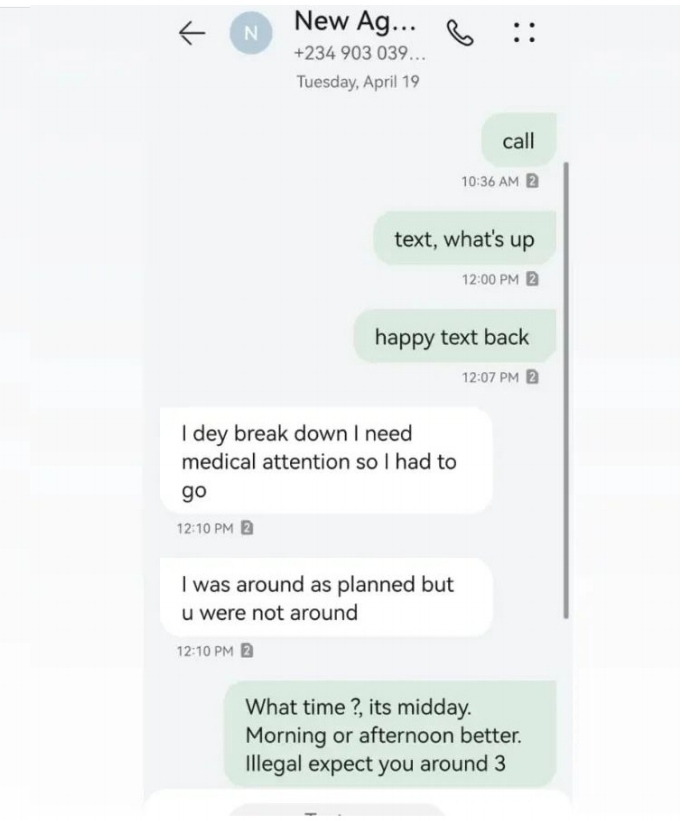 N
New Ag...
+234 903 039...
Tuesday, April 19
call
10:36 AM 2
text, what's up
12:00 PM 2
happy text back
12:07 PM 2
I dey break down I need
medical attention so I had to
go
12:10 PM 2
I was around as planned but
u were not around
12:10 PM 2
What time ?, its midday.
Morning or afternoon better.
Illegal expect you around 3